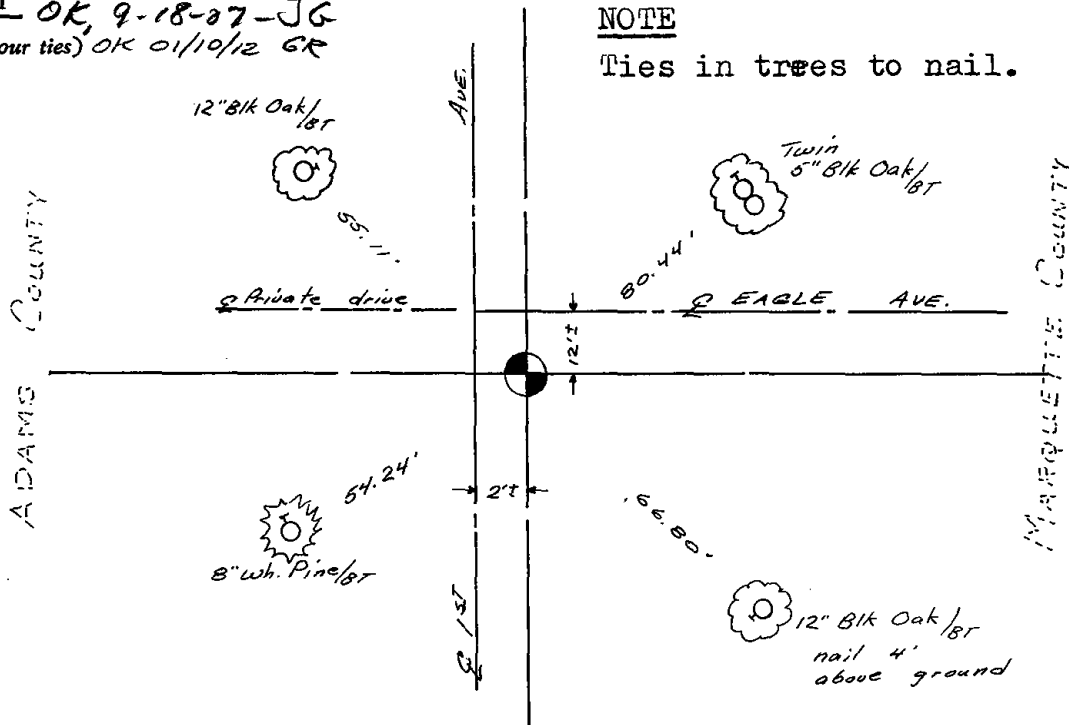 OK, 9-18-87-JG
our ties) OK 01/10/12 GR
NOTE
Ties in trees to nail.
AVE.
12" Blk Oak/BT
Twin
5" Blk Oak/BT
55.11'
80.44'
ADAMS COUNTY
MARQUETTE COUNTY
℄ Private drive
℄ EAGLE AVE.
12'±
54.24'
2'±
66.80'
8" Wh. Pine/BT
℄ 1ST
12" Blk Oak/BT
nail 4'
above ground